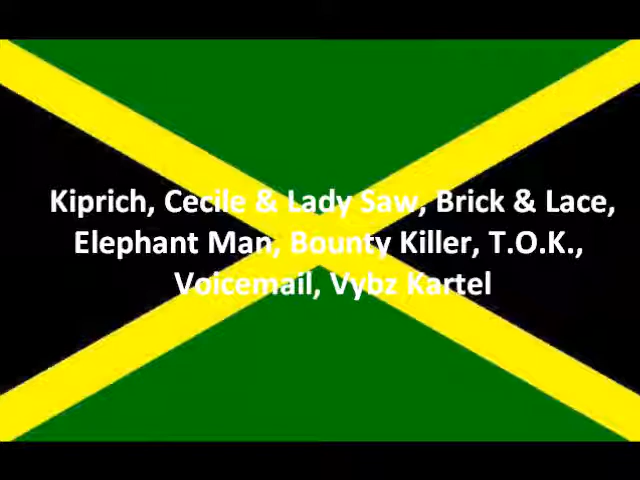 Kiprich, Cecile & Lady Saw, Brick & Lace,
Elephant Man, Bounty Killer, T.O.K.,
Voicemail, Vybz Kartel